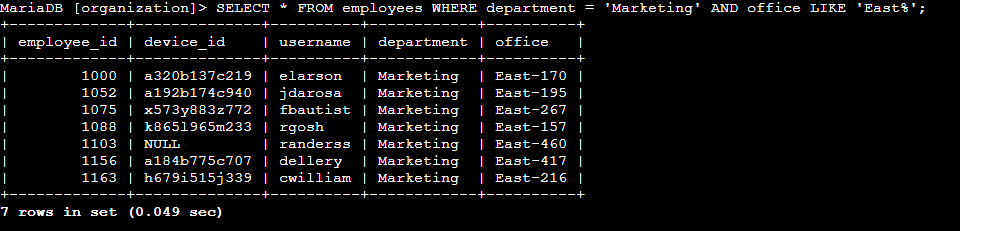 MariaDB [organization]> SELECT * FROM employees WHERE department = 'Marketing' AND office LIKE 'East%';
+-------------+--------------+----------+------------+----------+
| employee_id | device_id    | username | department | office   |
+-------------+--------------+----------+------------+----------+
|        1000 | a320b137c219 | elarson  | Marketing  | East-170 |
|        1052 | a192b174c940 | jdarosa  | Marketing  | East-195 |
|        1075 | x573y883z772 | fbautist | Marketing  | East-267 |
|        1088 | k865l965m233 | rgosh    | Marketing  | East-157 |
|        1103 | NULL         | randerss | Marketing  | East-460 |
|        1156 | a184b775c707 | dellery  | Marketing  | East-417 |
|        1163 | h679i515j339 | cwilliam | Marketing  | East-216 |
+-------------+--------------+----------+------------+----------+
7 rows in set (0.049 sec)